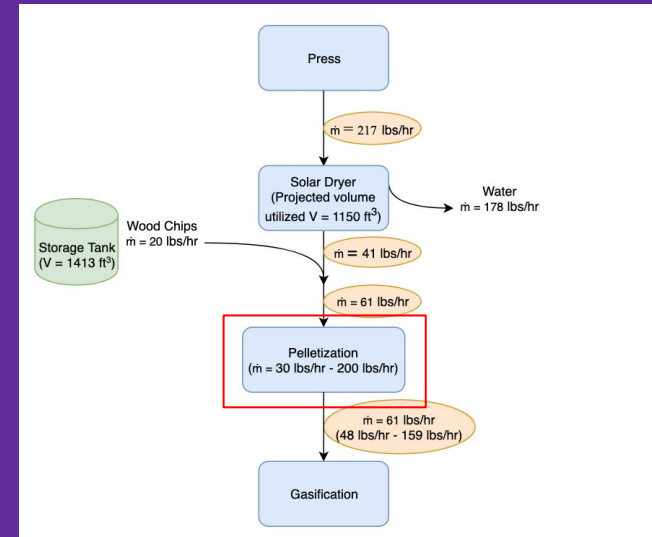 Press
ṁ = 217 lbs/hr
Solar Dryer
(Projected volume
utilized V = 1150 ft³)
Water
ṁ = 178 lbs/hr
Wood Chips
ṁ = 20 lbs/hr
Storage Tank
(V = 1413 ft³)
ṁ = 41 lbs/hr
ṁ = 61 lbs/hr
Pelletization
(ṁ = 30 lbs/hr - 200 lbs/hr)
ṁ = 61 lbs/hr
(48 lbs/hr - 159 lbs/hr)
Gasification